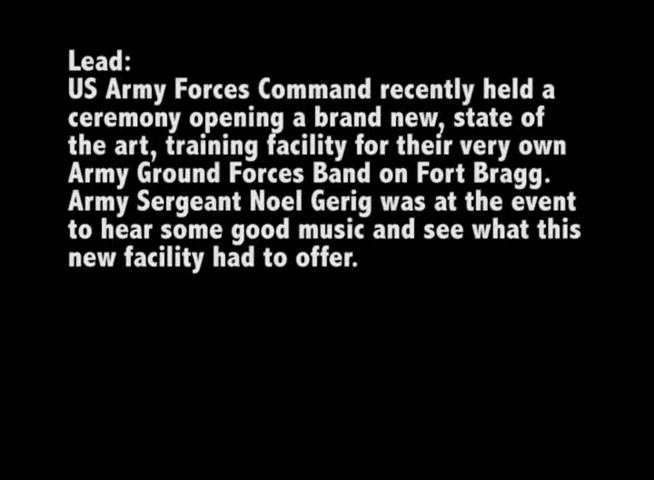 Lead:
US Army Forces Command recently held a
ceremony opening a brand new, state of
the art, training facility for their very own
Army Ground Forces Band on Fort Bragg.
Army Sergeant Noel Gerig was at the event
to hear some good music and see what this
new facility had to offer.